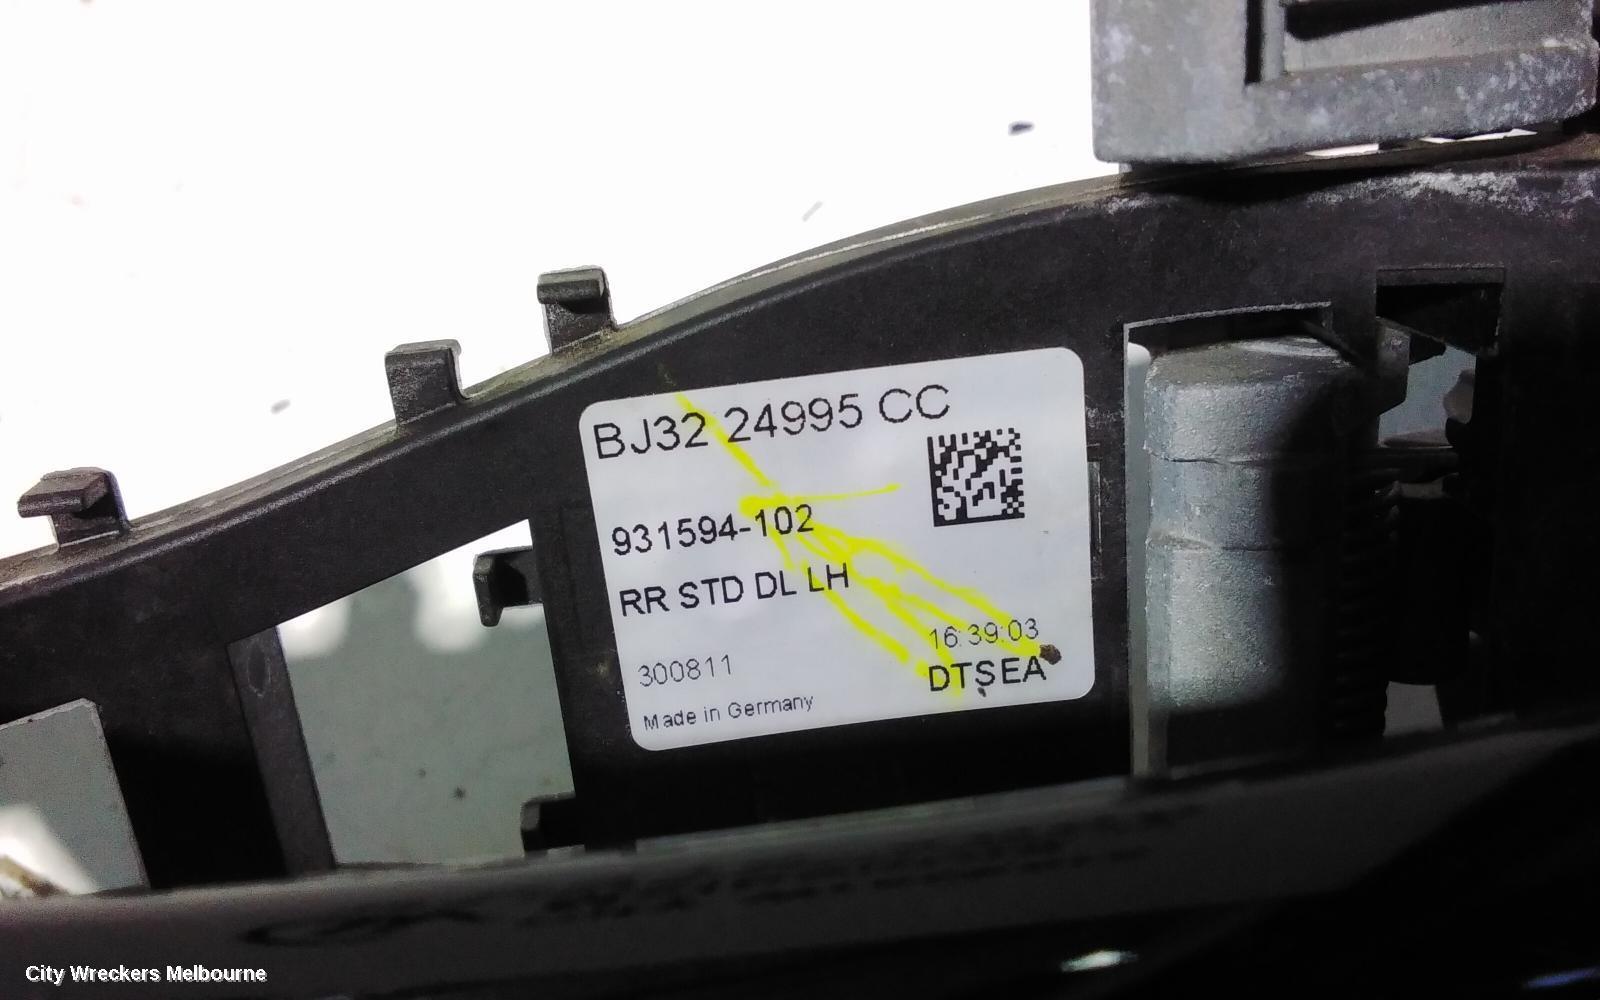 BJ32 24995 CC
931594-102
RR STD DL LH
16:39:03
300811
DTSEA
Made in Germany
City Wreckers Melbourne